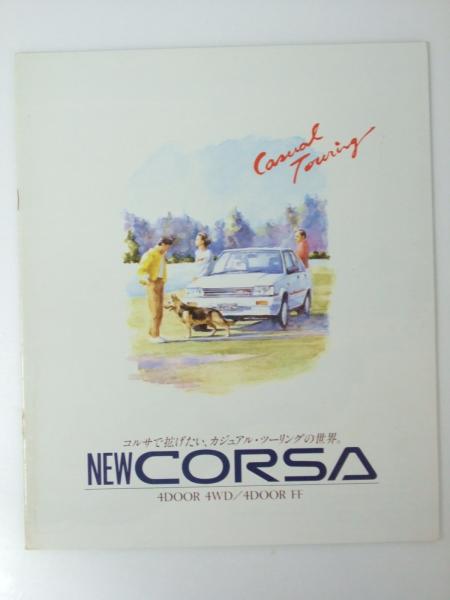 Casual
Touring
コルサで拡げたい、カジュアル・ツーリングの世界。
NEW CORSA
4DOOR 4WD/4DOOR FF